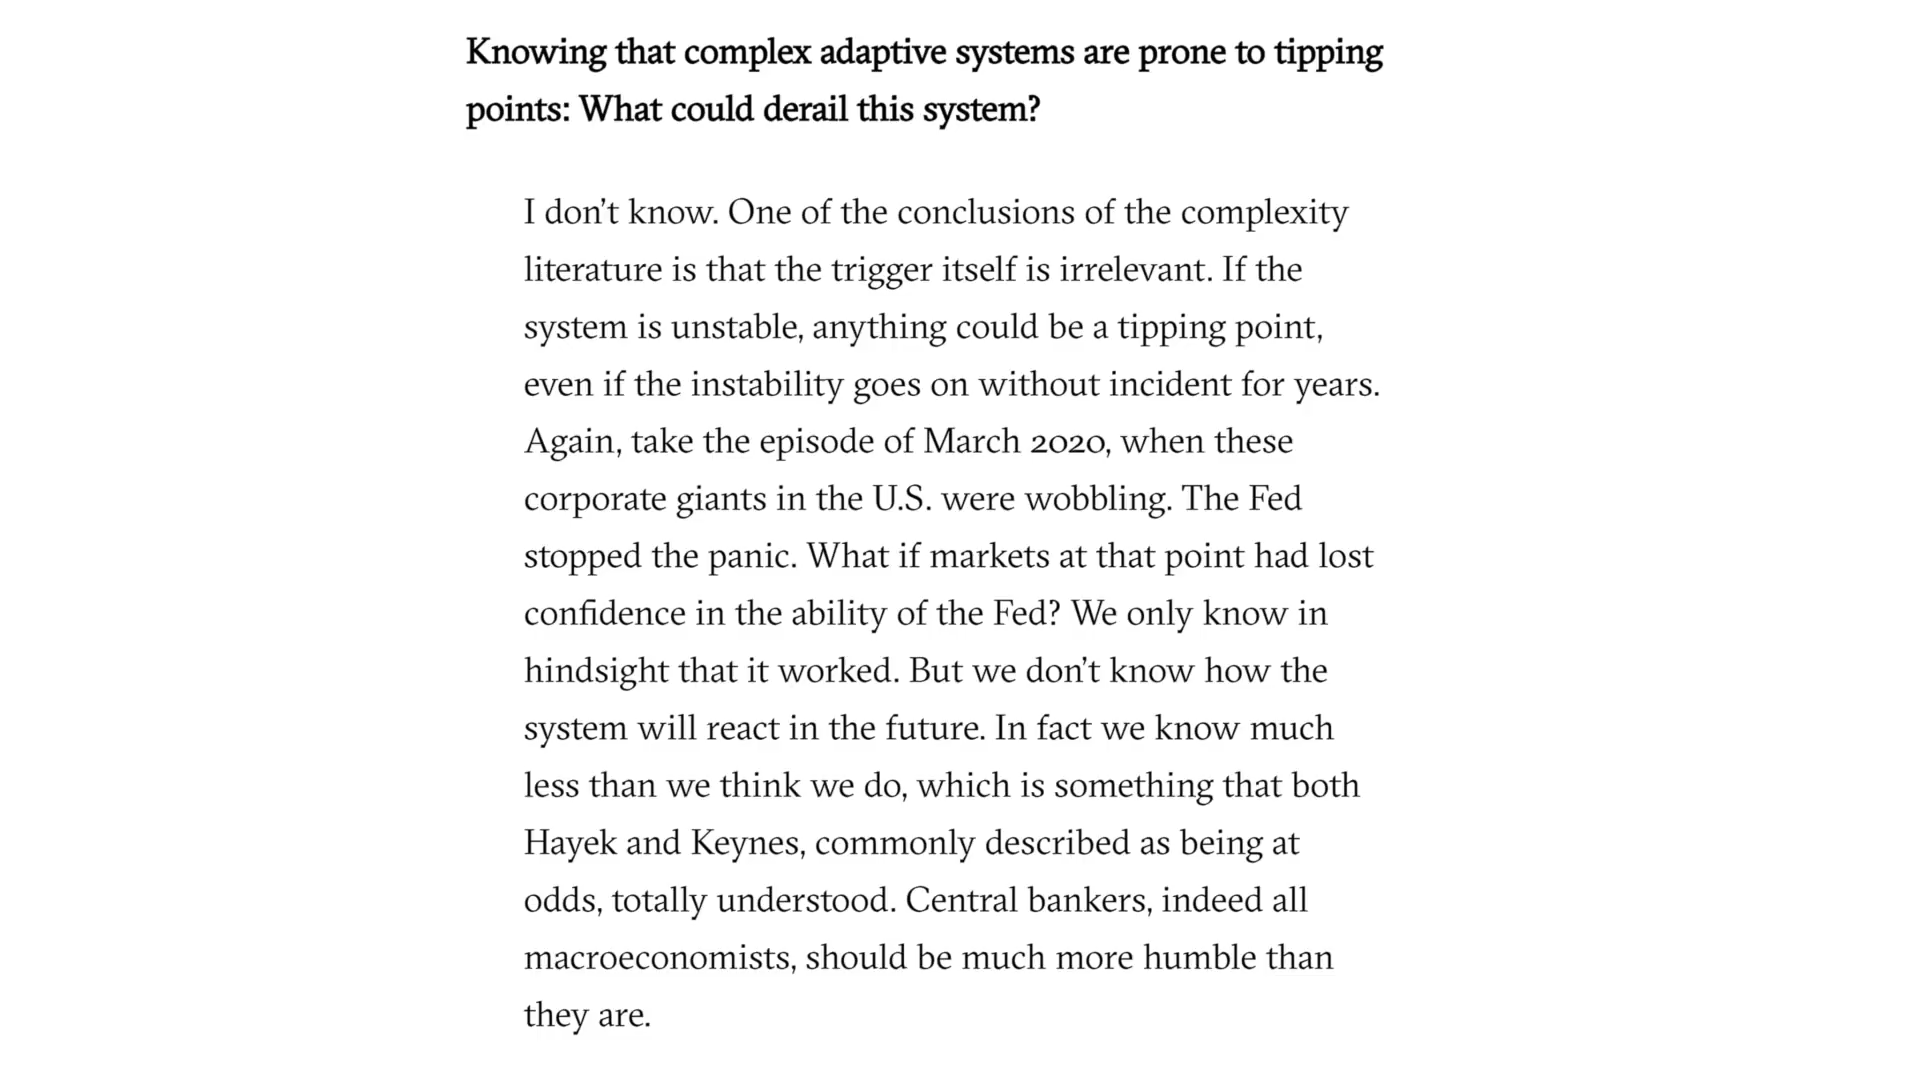 Knowing that complex adaptive systems are prone to tipping
points: What could derail this system?
I don’t know. One of the conclusions of the complexity
literature is that the trigger itself is irrelevant. If the
system is unstable, anything could be a tipping point,
even if the instability goes on without incident for years.
Again, take the episode of March 2020, when these
corporate giants in the U.S. were wobbling. The Fed
stopped the panic. What if markets at that point had lost
confidence in the ability of the Fed? We only know in
hindsight that it worked. But we don’t know how the
system will react in the future. In fact we know much
less than we think we do, which is something that both
Hayek and Keynes, commonly described as being at
odds, totally understood. Central bankers, indeed all
macroeconomists, should be much more humble than
they are.